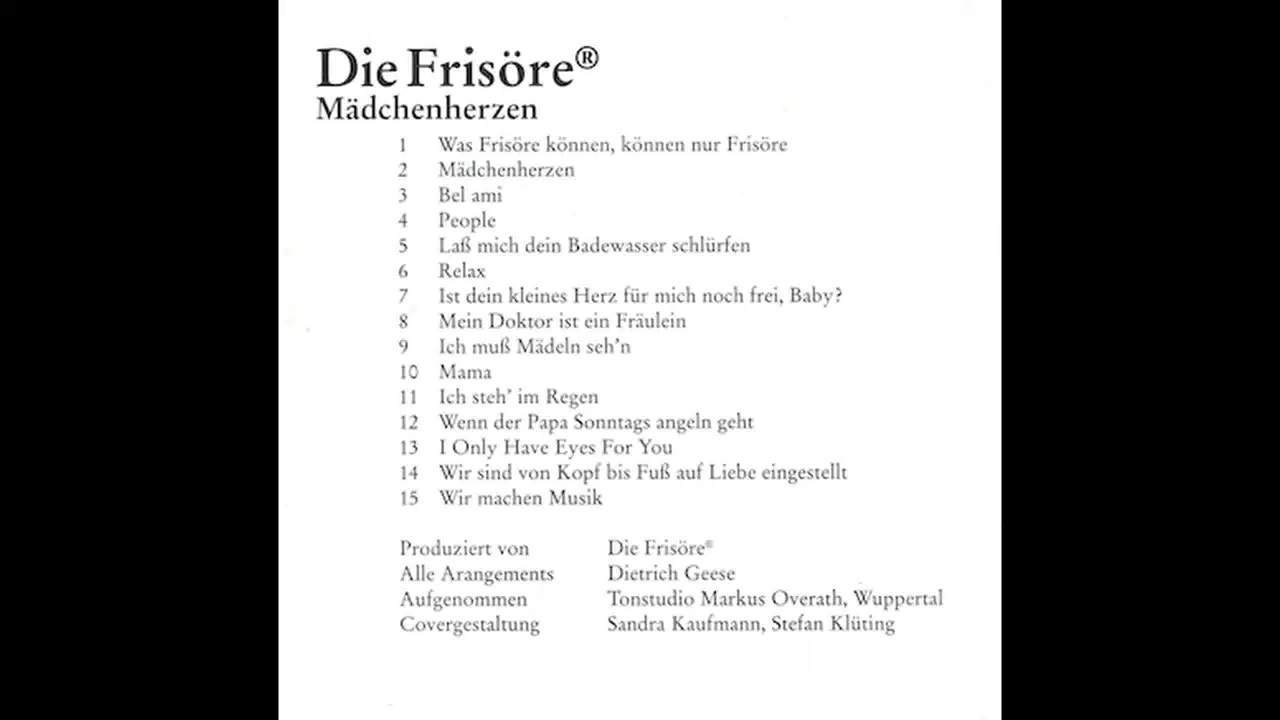 Die Frisöre®
Mädchenherzen
1 Was Frisöre können, können nur Frisöre
2 Mädchenherzen
3 Bel ami
4 People
5 Laß mich dein Badewasser schlürfen
6 Relax
7 Ist dein kleines Herz für mich noch frei, Baby?
8 Mein Doktor ist ein Fräulein
9 Ich muß Mädeln seh'n
10 Mama
11 Ich steh' im Regen
12 Wenn der Papa Sonntags angeln geht
13 I Only Have Eyes For You
14 Wir sind von Kopf bis Fuß auf Liebe eingestellt
15 Wir machen Musik
Produziert von Die Frisöre®
Alle Arangements Dietrich Geese
Aufgenommen Tonstudio Markus Overath, Wuppertal
Covergestaltung Sandra Kaufmann, Stefan Klüting